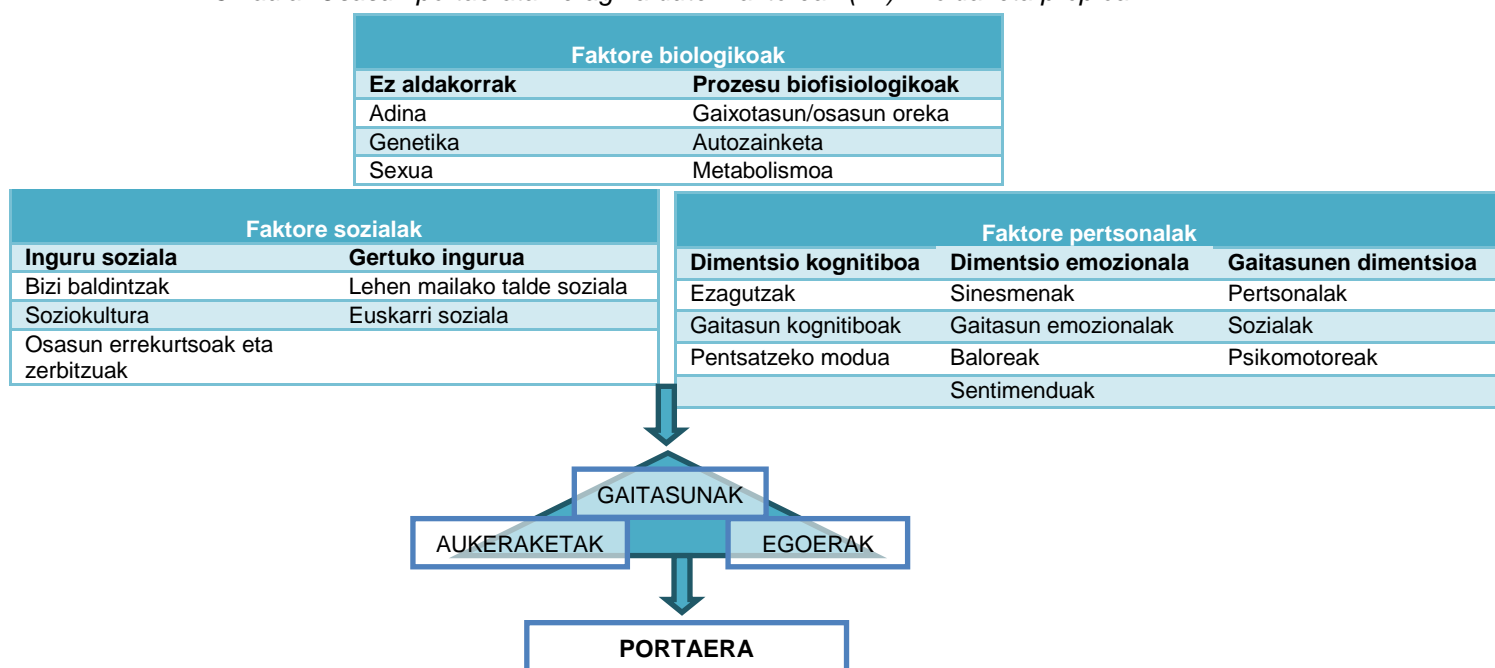 Faktore biologikoak
Ez aldakorrak Prozesu biofisiologikoak
Adina Gaixotasun/osasun oreka
Genetika Autozainketa
Sexua Metabolismoa
Faktore sozialak
Inguru soziala Gertuko ingurua
Bizi baldintzak Lehen mailako talde soziala
Soziokultura Euskarri soziala
Osasun errekurtsoak eta
zerbitzuak
Faktore pertsonalak
Dimentsio kognitiboa Dimentsio emozionala Gaitasunen dimentsioa
Ezagutzak Sinesmenak Pertsonalak
Gaitasun kognitiboak Gaitasun emozionalak Sozialak
Pentsatzeko modua Baloreak Psikomotoreak
Sentimenduak
GAITASUNAK
AUKERAKETAK EGOERAK
PORTAERA